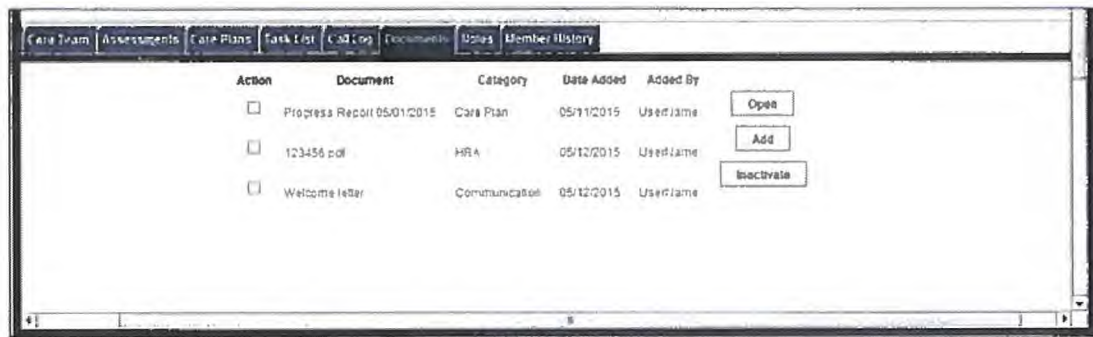 Care Team Assessments Care Plans Task List Call Log Documents Notes Member History
Action Document Category Date Added Added By
Progress Report 05/01/2015 Care Plan 05/11/2015 UserName Open
Add
123456.pdf HRA 05/12/2015 UserName
Inactivate
Welcome letter Communication 05/12/2015 UserName